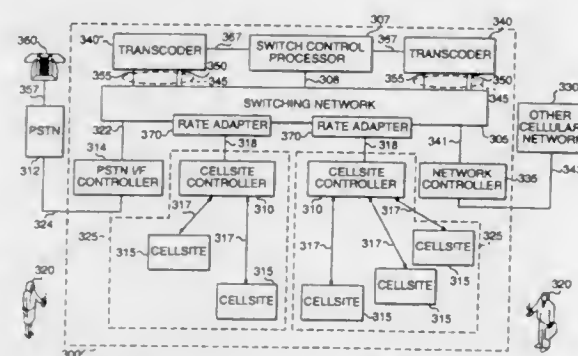 360
340
TRANSCODER
367
307
SWITCH CONTROL
PROCESSOR
367
340
TRANSCODER
355
350
345
308
355
350
345
SWITCHING NETWORK
305
357
PSTN
312
322
370
RATE ADAPTER
370
RATE ADAPTER
341
330
OTHER
CELLULAR
NETWORK
343
314
PSTN I/F
CONTROLLER
318
CELLSITE
CONTROLLER
310
318
CELLSITE
CONTROLLER
310
NETWORK
CONTROLLER
335
324
325
317
317
315
CELLSITE
315
CELLSITE
317
317
317
CELLSITE
315
325
CELLSITE
315
CELLSITE
315
320
320
300